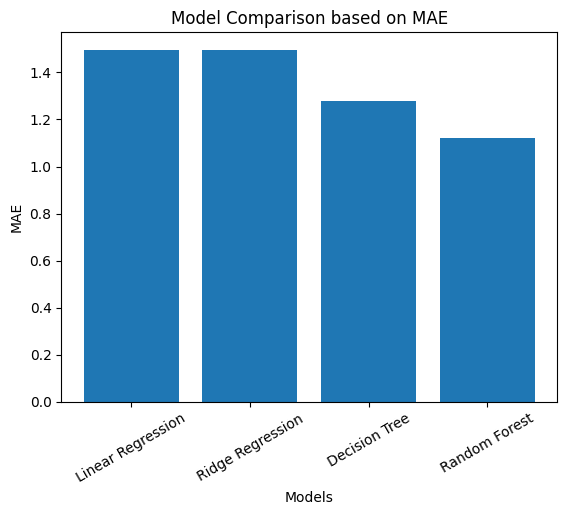 Model Comparison based on MAE
MAE
1.4
1.2
1.0
0.8
0.6
0.4
0.2
0.0
Linear Regression
Ridge Regression
Decision Tree
Random Forest
Models